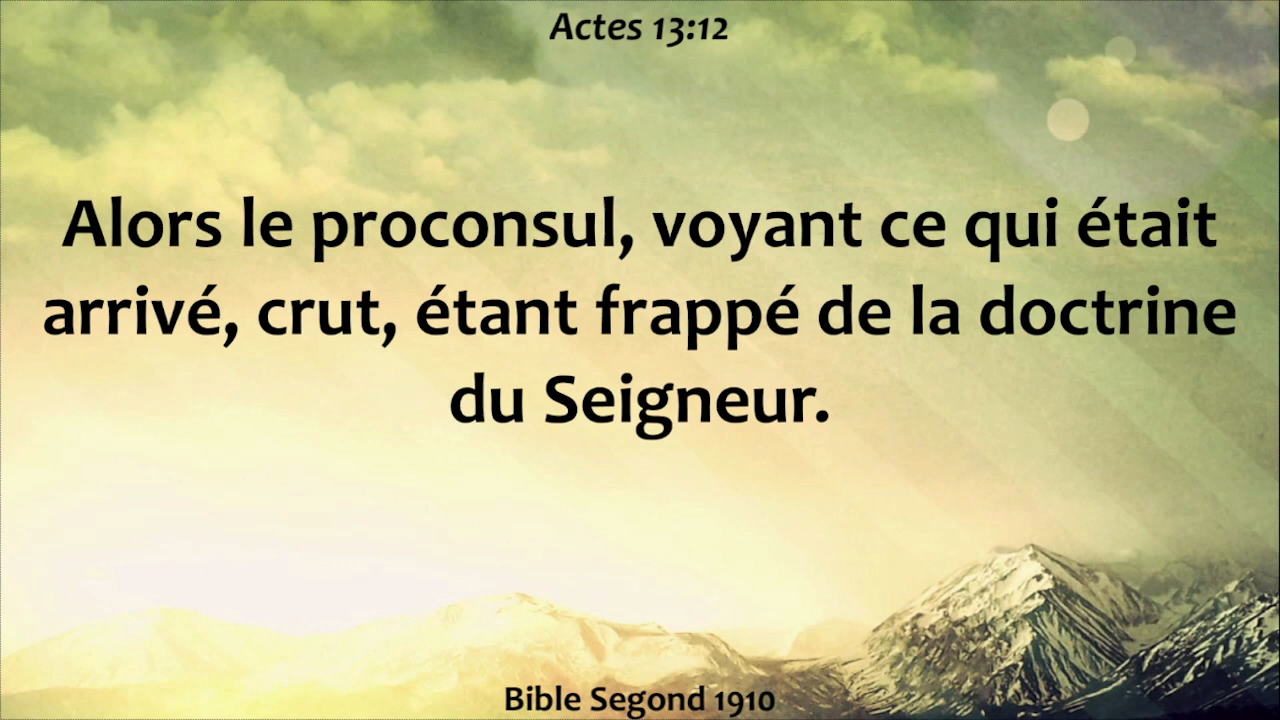 Actes 13:12
Alors le proconsul, voyant ce qui était
arrivé, crut, étant frappé de la doctrine
du Seigneur.
Bible Segond 1910